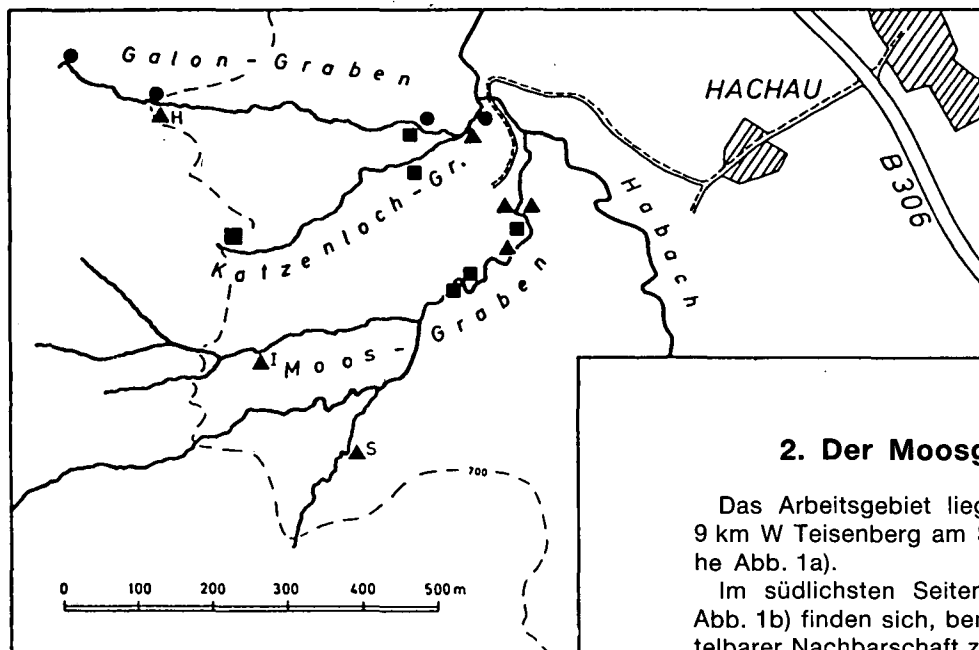 Galon-Graben
HACHAU
H
B 306
Katzenloch-Gr.
Habach
Moos-Graben
I
S
700
0 100 200 300 500 m
2. Der Moosg
Das Arbeitsgebiet lieg
9 km W Teisenberg am
he Abb. 1a).
Im südlichsten Seiten
Abb. 1b) finden sich, ber
telbarer Nachbarschaft z